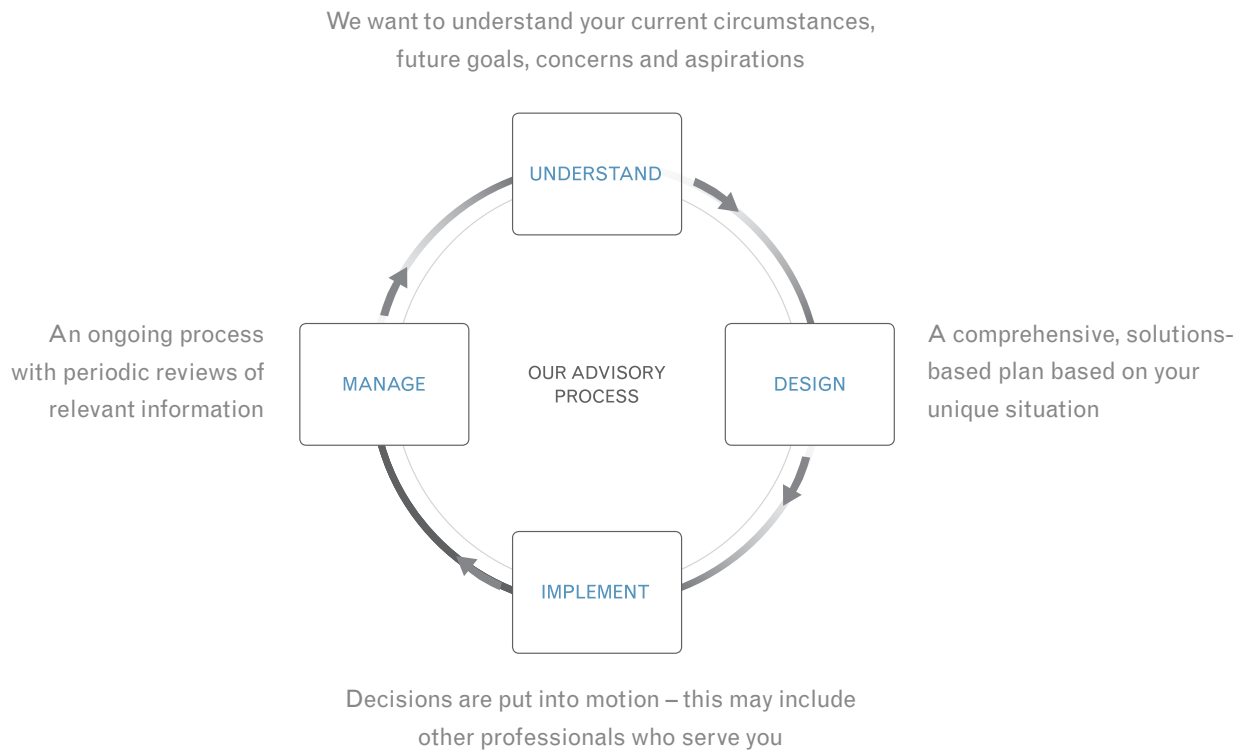 We want to understand your current circumstances,
future goals, concerns and aspirations
UNDERSTAND
An ongoing process
with periodic reviews of
relevant information
MANAGE
OUR ADVISORY
PROCESS
DESIGN
A comprehensive, solutions-
based plan based on your
unique situation
IMPLEMENT
Decisions are put into motion – this may include
other professionals who serve you